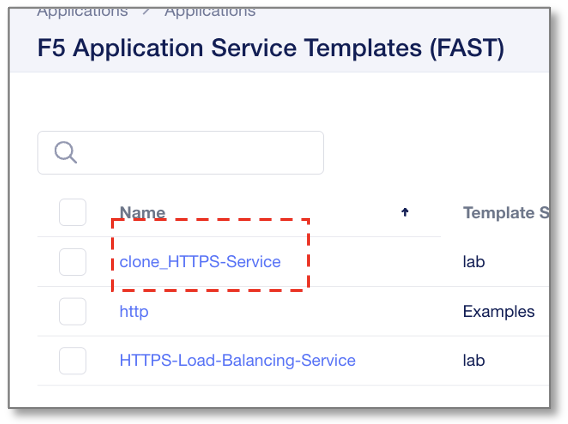 Applications > Applications
F5 Application Service Templates (FAST)
Name Template S
clone_HTTPS-Service lab
http Examples
HTTPS-Load-Balancing-Service lab